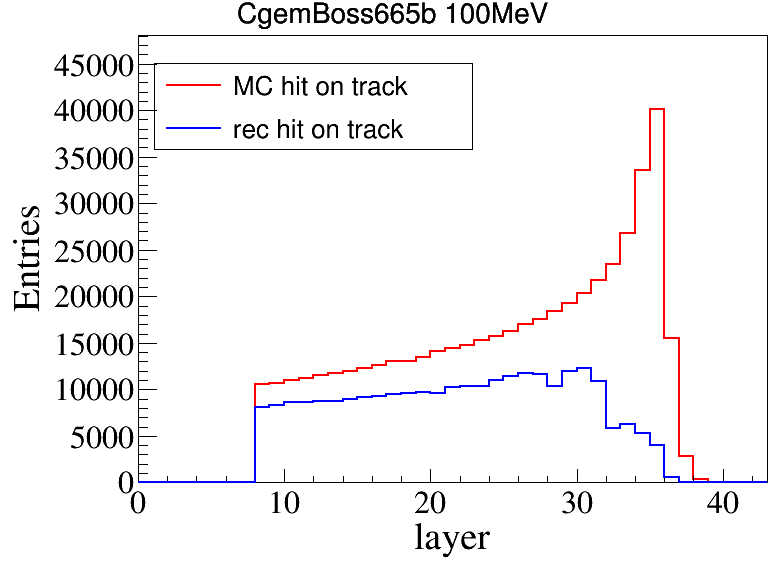 CgemBoss665b 100MeV
45000
40000
35000
30000
25000
20000
15000
10000
5000
0
MC hit on track
rec hit on track
Entries
0 10 20 30 40
layer